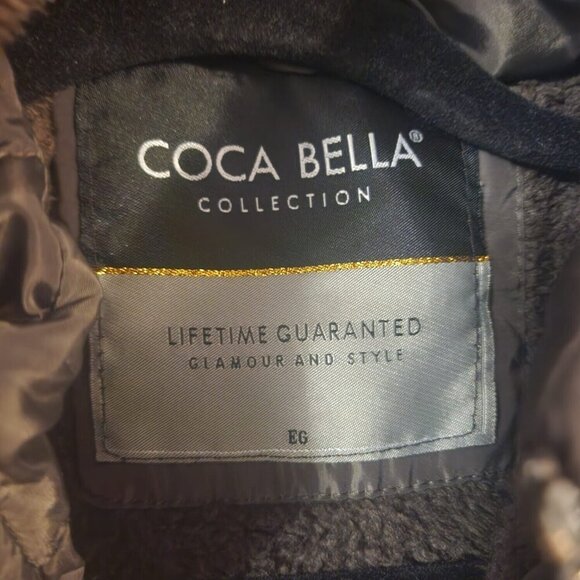 COCA BELLA®
COLLECTION
LIFETIME GUARANTED
GLAMOUR AND STYLE
EG